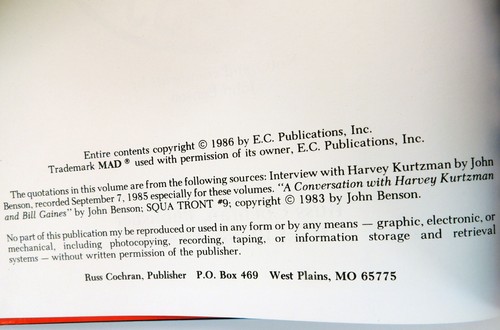 Entire contents copyright © 1986 by E.C. Publications, Inc.
Trademark MAD ® used with permission of its owner, E.C. Publications, Inc.
The quotations in this volume are from the following sources: Interview with Harvey Kurtzman by John
Benson, recorded September 7, 1985 especially for these volumes. "A Conversation with Harvey Kurtzman
and Bill Gaines" by John Benson; SQUA TRONT #9; copyright © 1983 by John Benson.
No part of this publication my be reproduced or used in any form or by any means — graphic, electronic, or
mechanical, including photocopying, recording, taping, or information storage and retrieval
systems — without written permission of the publisher.
Russ Cochran, Publisher P.O. Box 469 West Plains, MO 65775